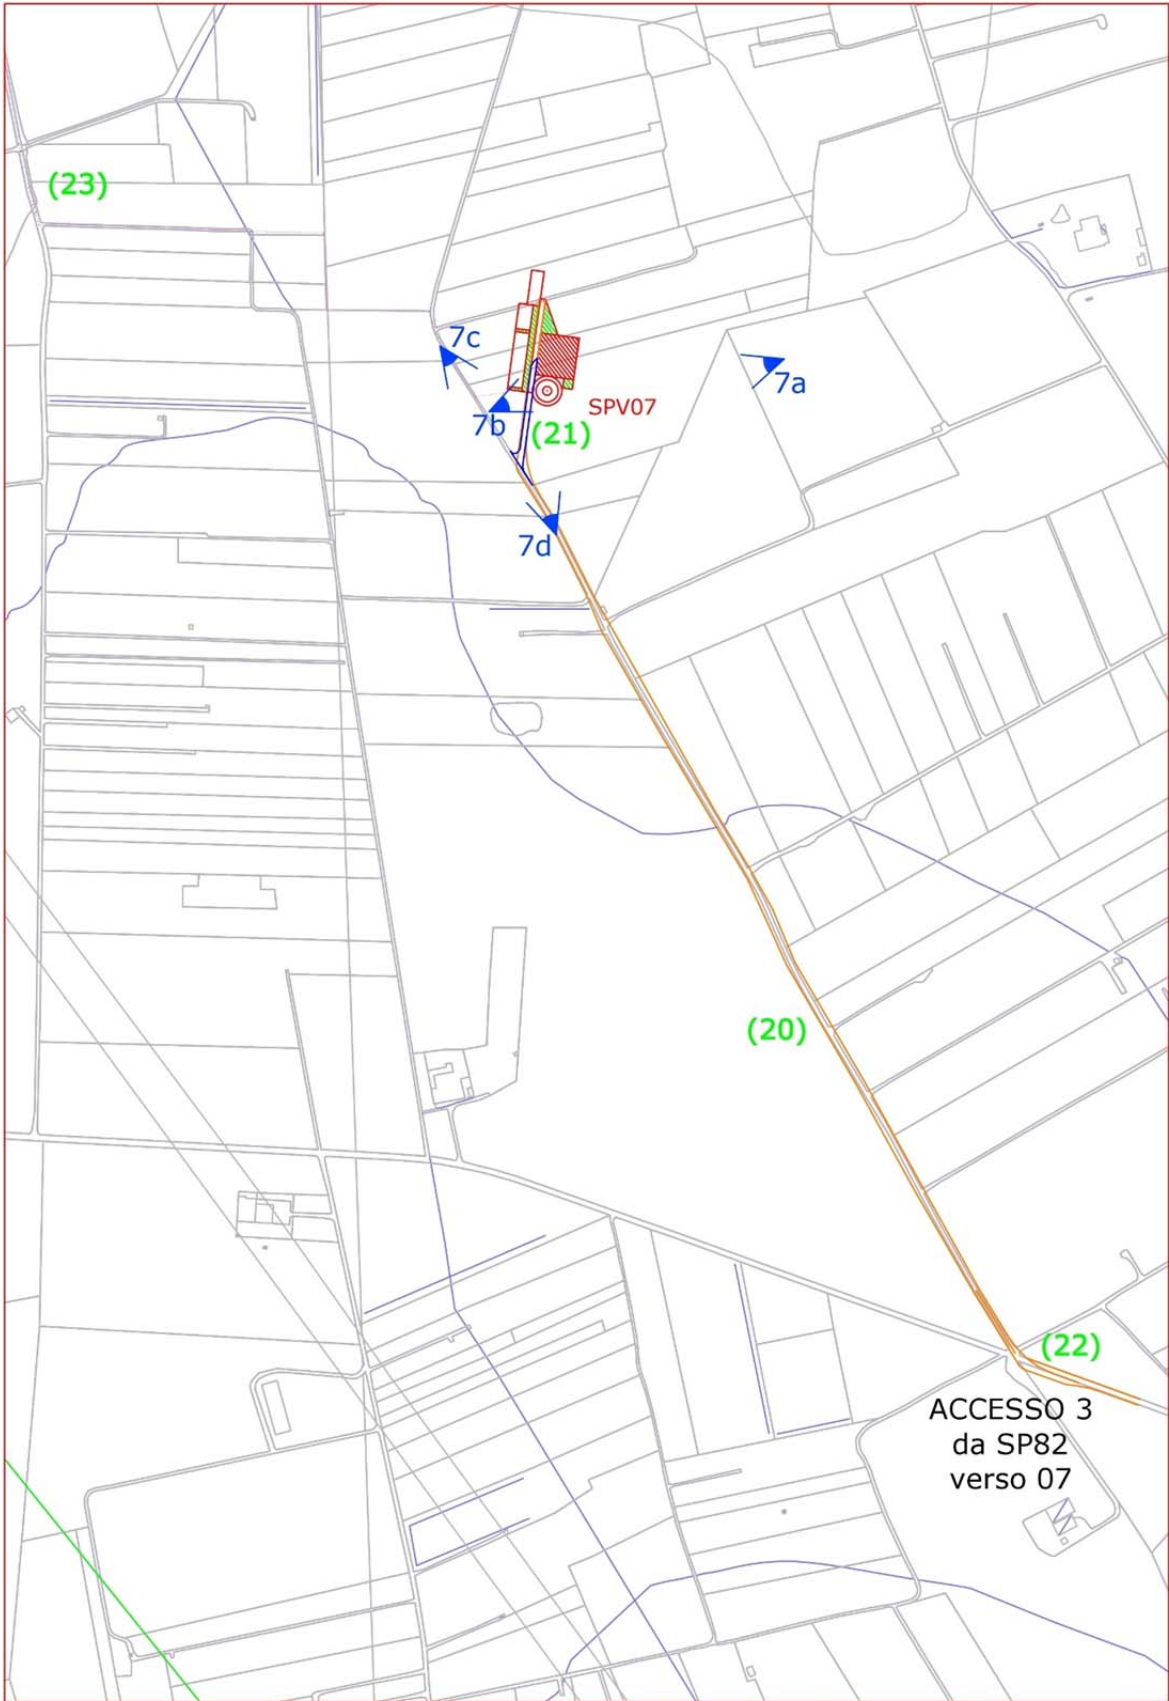 (23)
7c
7a
SPV07
7b
(21)
7d
(20)
(22)
ACCESSO 3
da SP82
verso 07